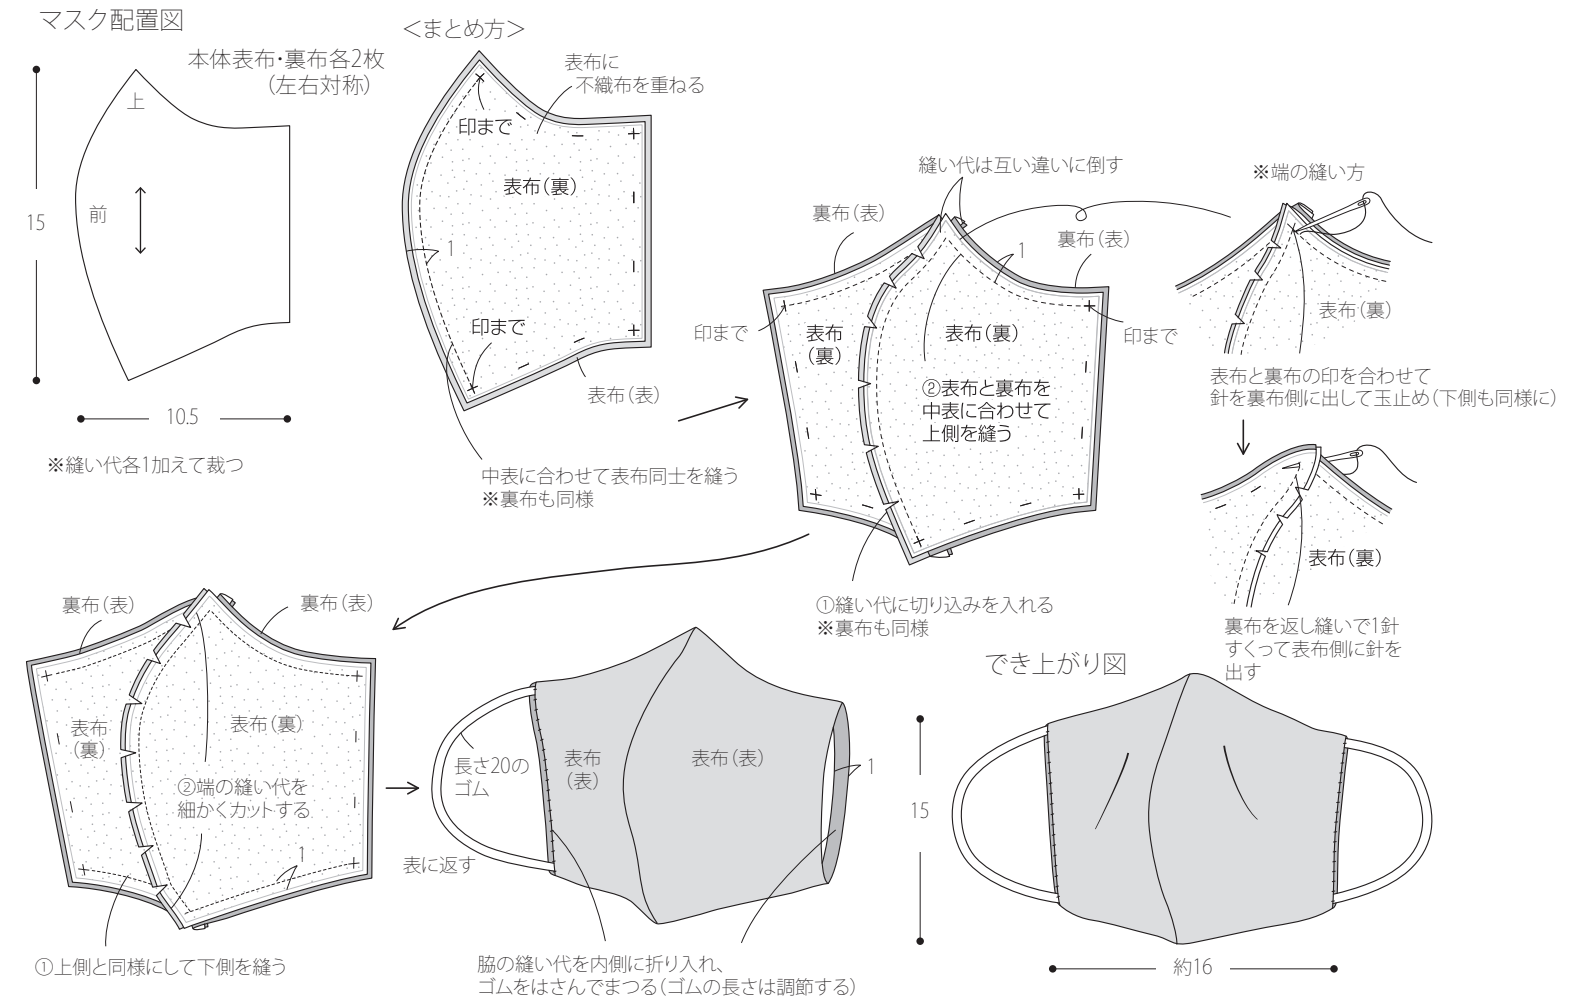 マスク配置図
本体表布・裏布各2枚
(左右対称)
上
前
15
10.5
※縫い代各1加えて裁つ
<まとめ方>
表布に
不織布を重ねる
印まで
表布(裏)
1
印まで
表布(表)
中表に合わせて表布同士を縫う
※裏布も同様
縫い代は互い違いに倒す
裏布(表)
1
裏布(表)
印まで
表布
(裏)
表布(裏)
印まで
②表布と裏布を
中表に合わせて
上側を縫う
①縫い代に切り込みを入れる
※裏布も同様
※端の縫い方
表布(裏)
表布と裏布の印を合わせて
針を裏布側に出して玉止め(下側も同様に)
表布(裏)
裏布を返し縫いで1針
すくって表布側に針を
出す
裏布(表)
裏布(表)
表布
(裏)
表布(裏)
②端の縫い代を
細かくカットする
1
①上側と同様にして下側を縫う
長さ20の
ゴム
表布
(表)
表布(表)
1
表に返す
脇の縫い代を内側に折り入れ、
ゴムをはさんでまつる(ゴムの長さは調節する)
でき上がり図
15
約16